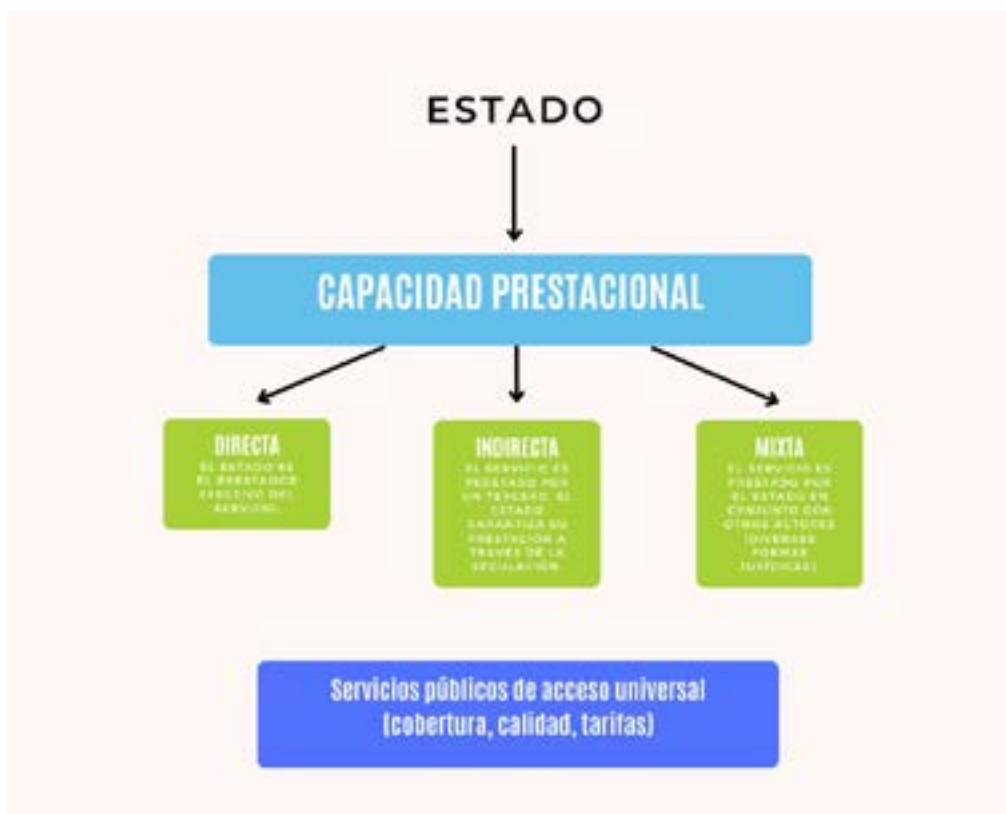 ESTADO
CAPACIDAD PRESTACIONAL
DIRECTA
EL ESTADO ES
EL PRESTADOR
EFECTIVO DEL
SERVICIO.
INDIRECTA
EL SERVICIO ES
PRESTADO POR
UN TERCERO. EL
ESTADO
GARANTIZA SU
PRESTACIÓN A
TRAVÉS DE LA
REGULACIÓN.
MIXTA
EL SERVICIO ES
PRESTADO POR
EL ESTADO EN
CONJUNTO CON
OTROS ACTORES
(DIVERSAS
FORMAS
JURÍDICAS)
Servicios públicos de acceso universal
(cobertura, calidad, tarifas)